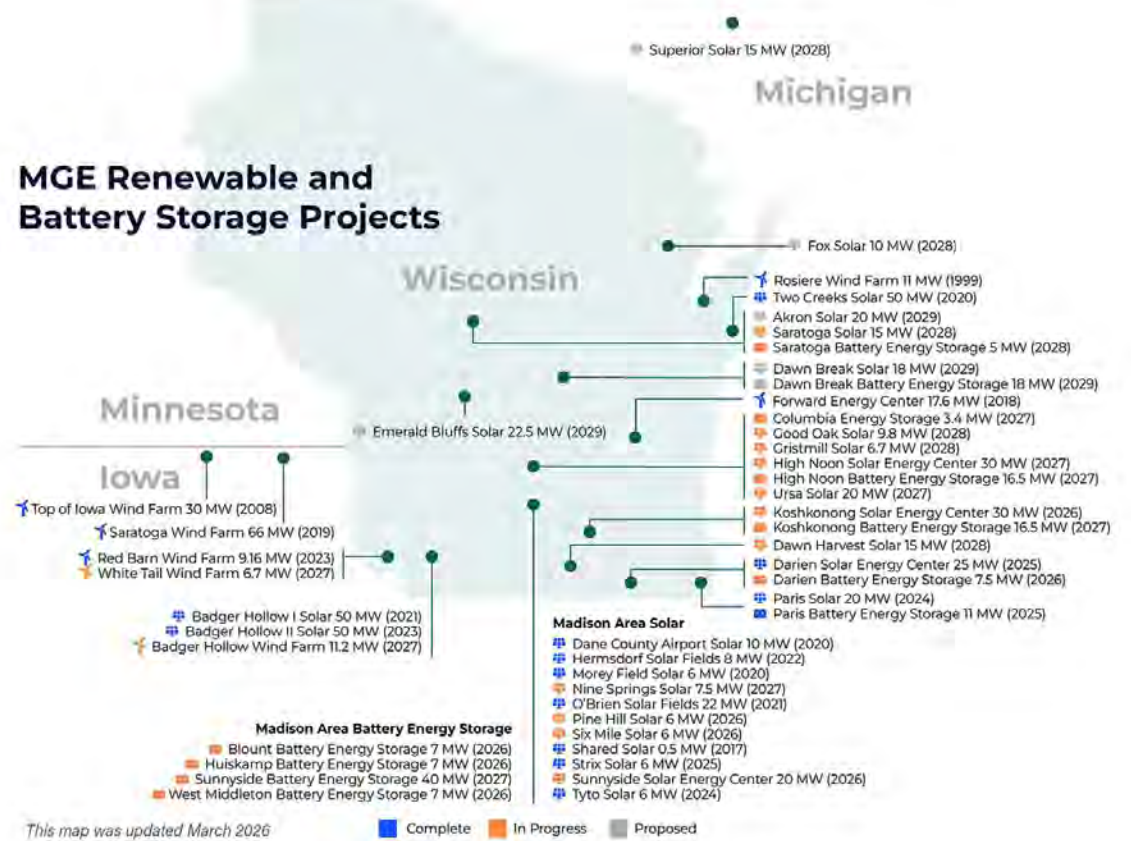 Superior Solar 15 MW (2028)
Michigan
MGE Renewable and
Battery Storage Projects
Fox Solar 10 MW (2028)
Wisconsin
Rosiere Wind Farm 11 MW (1999)
Two Creeks Solar 50 MW (2020)
Akron Solar 20 MW (2029)
Saratoga Solar 15 MW (2028)
Saratoga Battery Energy Storage 5 MW (2028)
Dawn Break Solar 18 MW (2029)
Dawn Break Battery Energy Storage 18 MW (2029)
Forward Energy Center 17.6 MW (2018)
Minnesota
Emerald Bluffs Solar 22.5 MW (2029)
Columbia Energy Storage 3.4 MW (2027)
Good Oak Solar 9.8 MW (2028)
Gristmill Solar 6.7 MW (2028)
High Noon Solar Energy Center 30 MW (2027)
High Noon Battery Energy Storage 16.5 MW (2027)
Ursa Solar 20 MW (2027)
Iowa
Top of Iowa Wind Farm 30 MW (2008)
Saratoga Wind Farm 66 MW (2019)
Red Barn Wind Farm 9.16 MW (2023)
White Tail Wind Farm 6.7 MW (2027)
Koshkonong Solar Energy Center 30 MW (2026)
Koshkonong Battery Energy Storage 16.5 MW (2027)
Dawn Harvest Solar 15 MW (2028)
Darien Solar Energy Center 25 MW (2025)
Darien Battery Energy Storage 7.5 MW (2026)
Paris Solar 20 MW (2024)
Paris Battery Energy Storage 11 MW (2025)
Badger Hollow I Solar 50 MW (2021)
Badger Hollow II Solar 50 MW (2023)
Badger Hollow Wind Farm 11.2 MW (2027)
Madison Area Solar
Dane County Airport Solar 10 MW (2020)
Hermsdorf Solar Fields 8 MW (2022)
Morey Field Solar 6 MW (2020)
Nine Springs Solar 7.5 MW (2027)
O'Brien Solar Fields 22 MW (2021)
Pine Hill Solar 6 MW (2026)
Six Mile Solar 6 MW (2026)
Shared Solar 0.5 MW (2017)
Strix Solar 6 MW (2025)
Sunnyside Solar Energy Center 20 MW (2026)
Tyto Solar 6 MW (2024)
Madison Area Battery Energy Storage
Blount Battery Energy Storage 7 MW (2026)
Huiskamp Battery Energy Storage 7 MW (2026)
Sunnyside Battery Energy Storage 40 MW (2027)
West Middleton Battery Energy Storage 7 MW (2026)
This map was updated March 2026
Complete
In Progress
Proposed